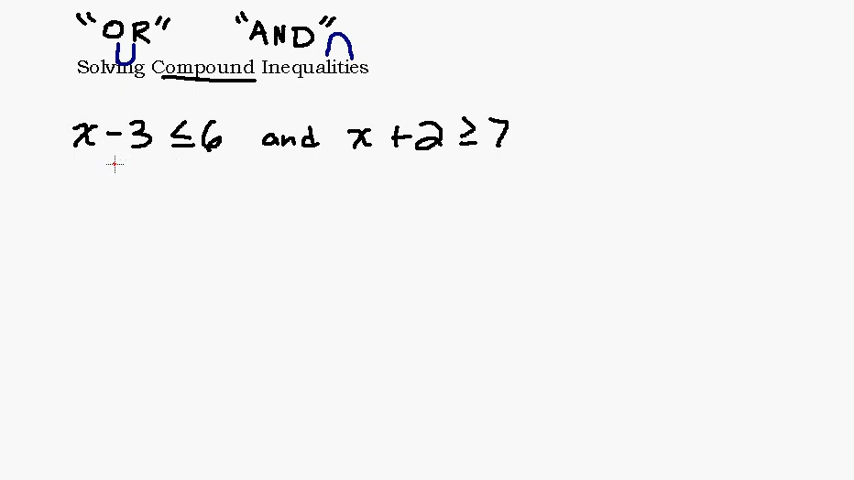 "OR" "AND"
∪ ∩
Solving Compound Inequalities
x - 3 ≤ 6 and x + 2 ≥ 7